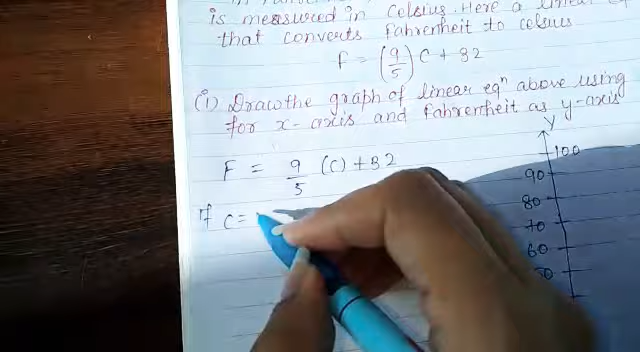 is measured in Celsius. Here a linear
that converts Fahrenheit to celsius
F = (9/5) C + 32
(i) Draw the graph of linear eqⁿ above using
for x-axis and Fahrenheit as y-axis
Y
100
F = 9/5 (C) + 32
90
80
If C =
70
60